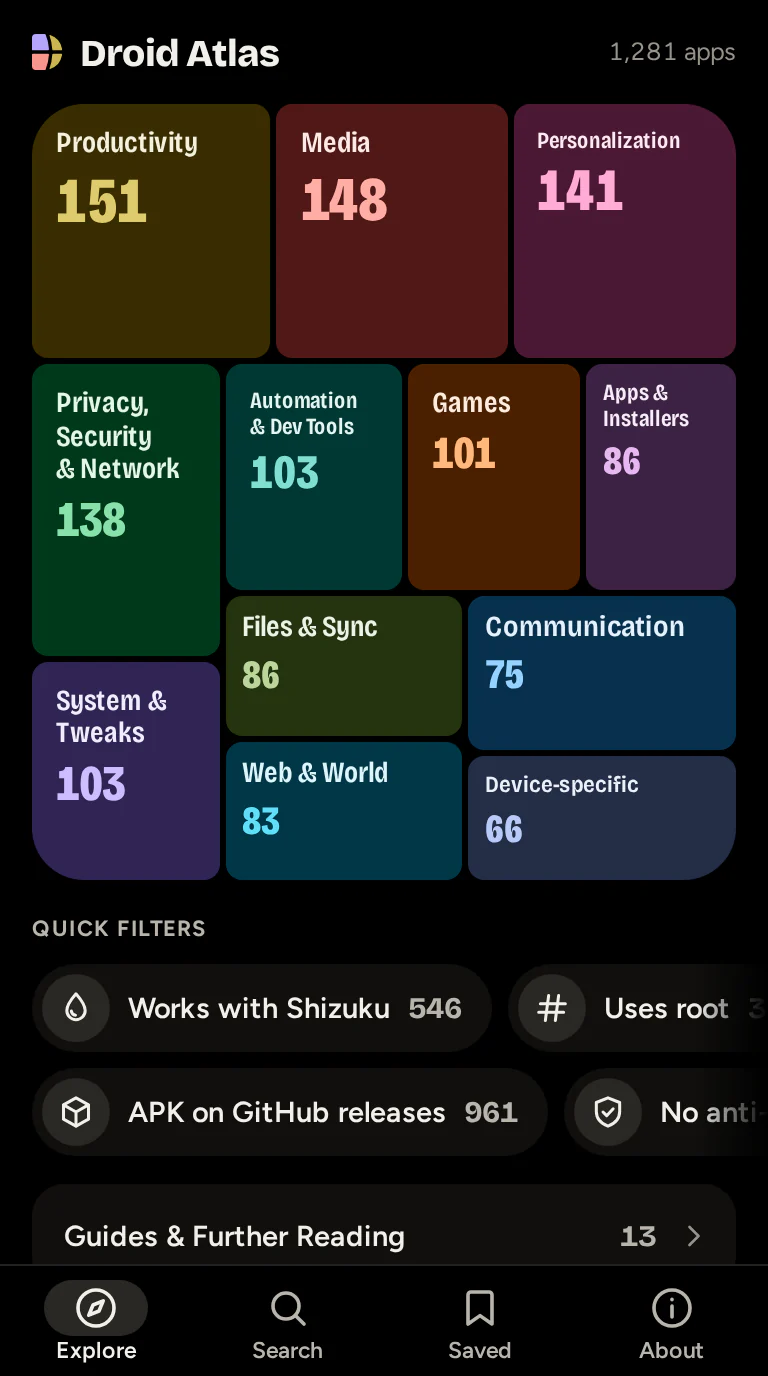 Droid Atlas
1,281 apps
Productivity
151
Media
148
Personalization
141
Privacy,
Security
& Network
138
Automation
& Dev Tools
103
Games
101
Apps &
Installers
86
Files & Sync
86
Communication
75
System &
Tweaks
103
Web & World
83
Device-specific
66
QUICK FILTERS
Works with Shizuku 546
Uses root
APK on GitHub releases 961
No anti-
Guides & Further Reading 13
Explore
Search
Saved
About